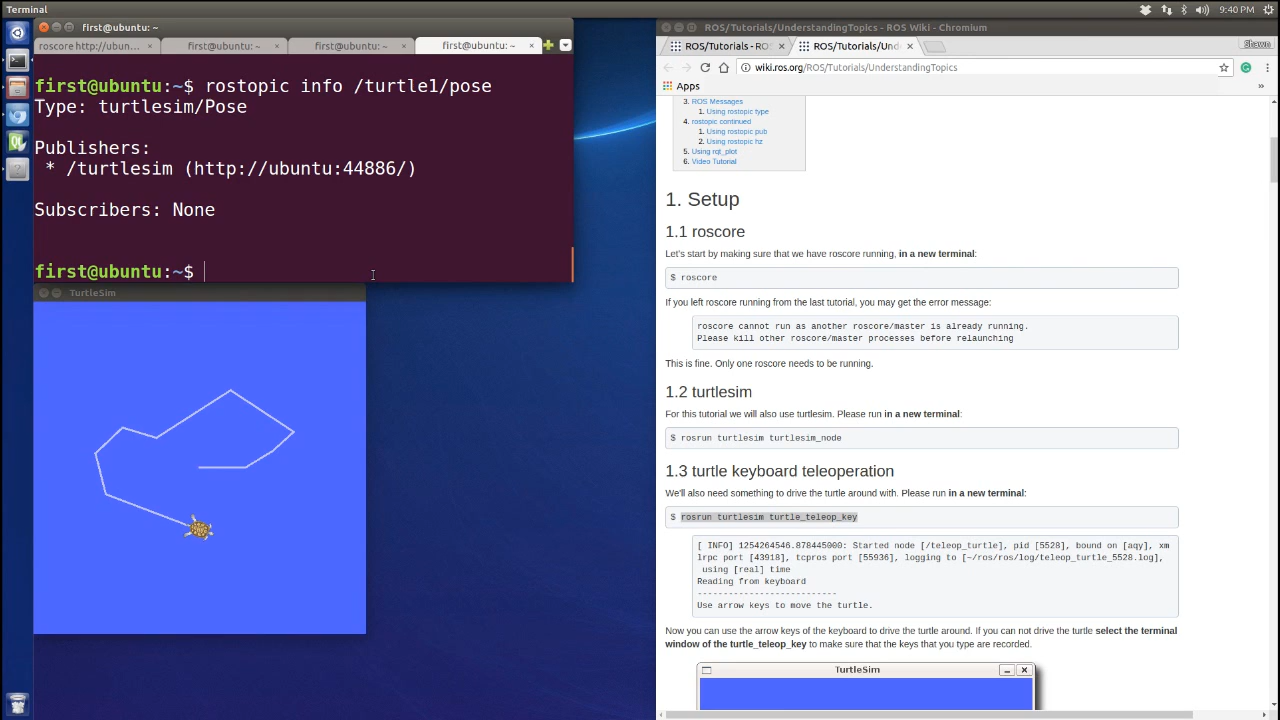 Terminal
9:40 PM
first@ubuntu: ~
roscore http://ubun... ×
first@ubuntu: ~ ×
first@ubuntu: ~ ×
first@ubuntu: ~ ×
first@ubuntu:~$ rostopic info /turtle1/pose
Type: turtlesim/Pose
Publishers:
* /turtlesim (http://ubuntu:44886/)
Subscribers: None
first@ubuntu:~$
TurtleSim
ROS/Tutorials/UnderstandingTopics - ROS Wiki - Chromium
ROS/Tutorials - ROS ×
ROS/Tutorials/Und ×
Shawn
wiki.ros.org/ROS/Tutorials/UnderstandingTopics
Apps
»
3. ROS Messages
1. Using rostopic type
4. rostopic continued
1. Using rostopic pub
2. Using rostopic hz
5. Using rqt_plot
6. Video Tutorial
1. Setup
1.1 roscore
Let's start by making sure that we have roscore running, in a new terminal:
$ roscore
If you left roscore running from the last tutorial, you may get the error message:
roscore cannot run as another roscore/master is already running.
Please kill other roscore/master processes before relaunching
This is fine. Only one roscore needs to be running.
1.2 turtlesim
For this tutorial we will also use turtlesim. Please run in a new terminal:
$ rosrun turtlesim turtlesim_node
1.3 turtle keyboard teleoperation
We'll also need something to drive the turtle around with. Please run in a new terminal:
$ rosrun turtlesim turtle_teleop_key
[ INFO] 1254264546.878445000: Started node [/teleop_turtle], pid [5528], bound on [aqy], xm
lrpc port [43918], tcpros port [55936], logging to [~/ros/ros/log/teleop_turtle_5528.log],
using [real] time
Reading from keyboard
---------------------------
Use arrow keys to move the turtle.
Now you can use the arrow keys of the keyboard to drive the turtle around. If you can not drive the turtle select the terminal
window of the turtle_teleop_key to make sure that the keys that you type are recorded.
TurtleSim